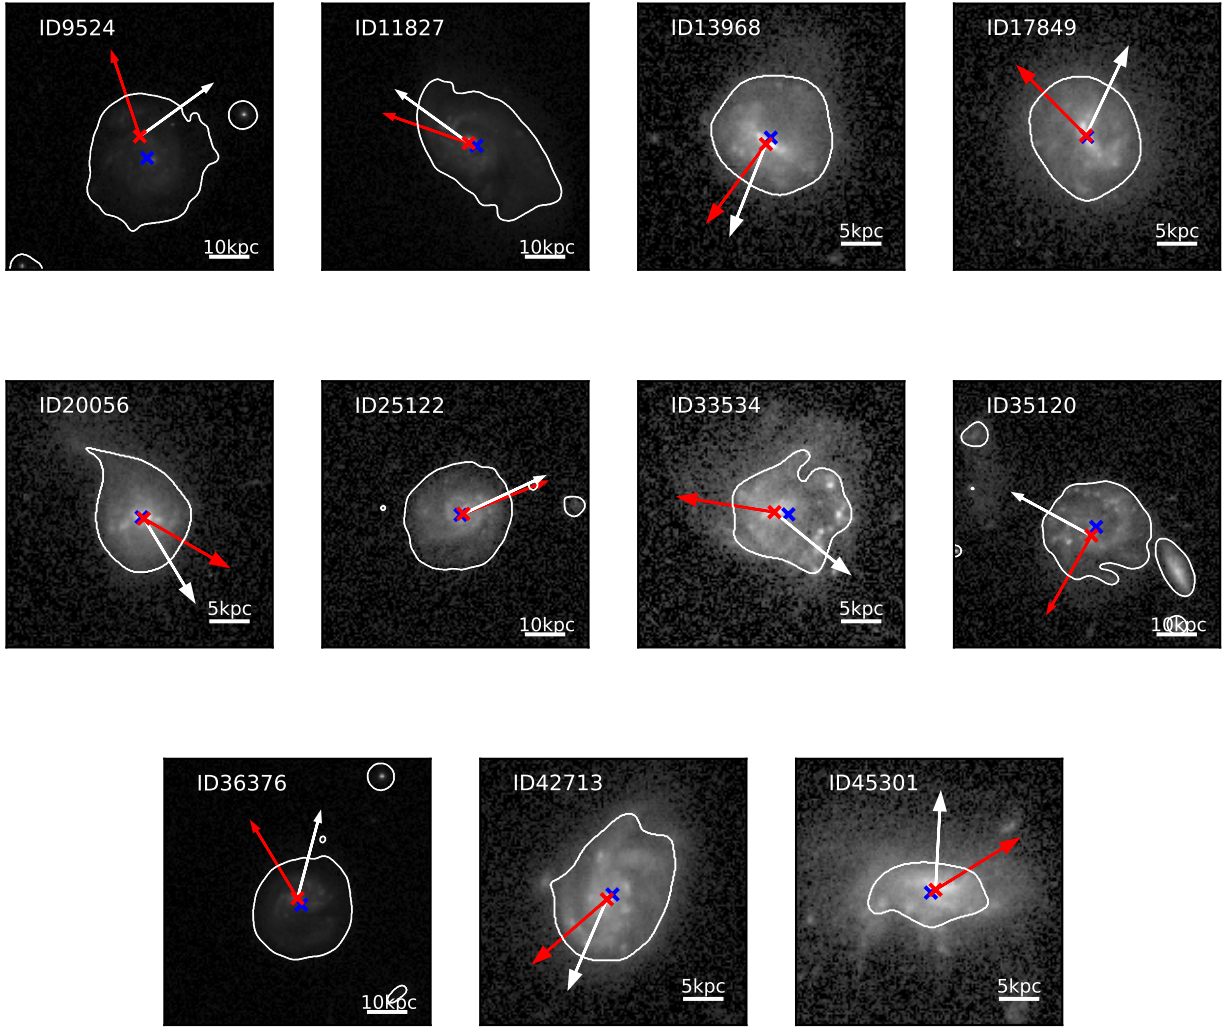 ID9524
10kpc
ID11827
10kpc
ID13968
5kpc
ID17849
5kpc
ID20056
5kpc
ID25122
10kpc
ID33534
5kpc
ID35120
10kpc
ID36376
10kpc
ID42713
5kpc
ID45301
5kpc